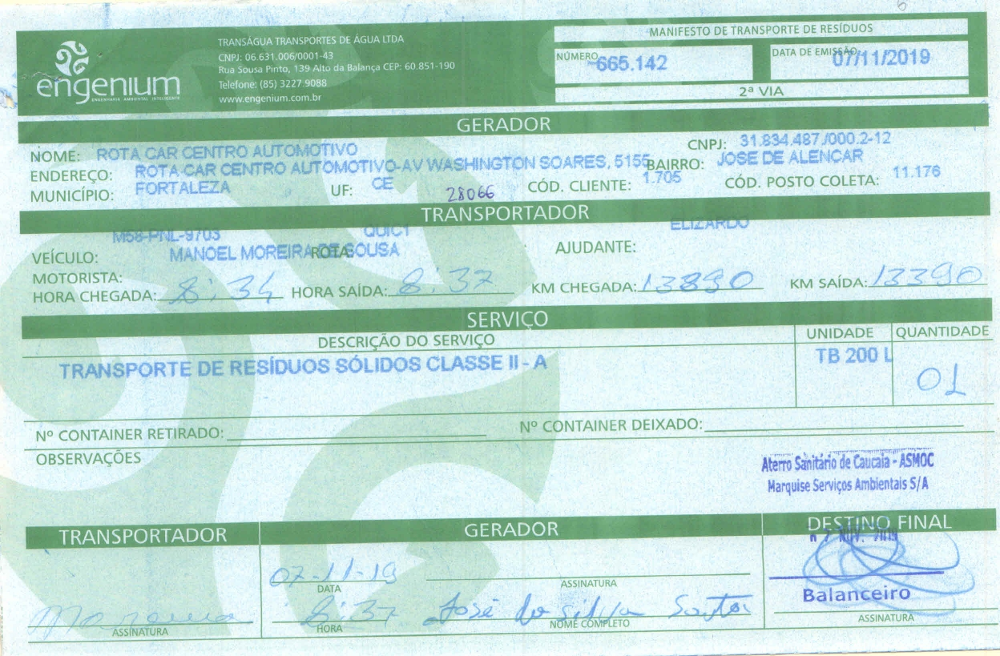 engenium
ENGENHARIA AMBIENTAL INTELIGENTE
TRANSÁGUA TRANSPORTES DE ÁGUA LTDA
CNPJ: 06.631.006/0001-43
Rua Sousa Pinto, 139 Alto da Balança CEP: 60.851-190
Telefone: (85) 3227.9088
www.engenium.com.br
MANIFESTO DE TRANSPORTE DE RESÍDUOS
NÚMERO 665.142 DATA DE EMISSÃO 07/11/2019
2ª VIA
GERADOR
NOME: ROTA CAR CENTRO AUTOMOTIVO CNPJ: 31.834.487./000.2-12
ENDEREÇO: ROTA CAR CENTRO AUTOMOTIVO-AV WASHINGTON SOARES, 5155 BAIRRO: JOSE DE ALENCAR
MUNICÍPIO: FORTALEZA UF: CE 28066 CÓD. CLIENTE: 1.705 CÓD. POSTO COLETA: 11.176
TRANSPORTADOR
M58-PNL-9703 QUIC1 ELIZARDO
VEÍCULO: MANOEL MOREIRA DE SOUSA ROTA: AJUDANTE:
MOTORISTA:
HORA CHEGADA: 8:34 HORA SAÍDA: 8:37 KM CHEGADA: 13890 KM SAÍDA: 13390
SERVIÇO
DESCRIÇÃO DO SERVIÇO UNIDADE QUANTIDADE
TRANSPORTE DE RESÍDUOS SÓLIDOS CLASSE II - A TB 200 L 01
Nº CONTAINER RETIRADO: Nº CONTAINER DEIXADO:
OBSERVAÇÕES
Aterro Sanitário de Caucaia - ASMOC
Marquise Serviços Ambientais S/A
TRANSPORTADOR GERADOR DESTINO FINAL
07 NOV. 2019
07-11-19
DATA ASSINATURA
Balanceiro
8:37 José da Silva Santos
ASSINATURA HORA NOME COMPLETO ASSINATURA